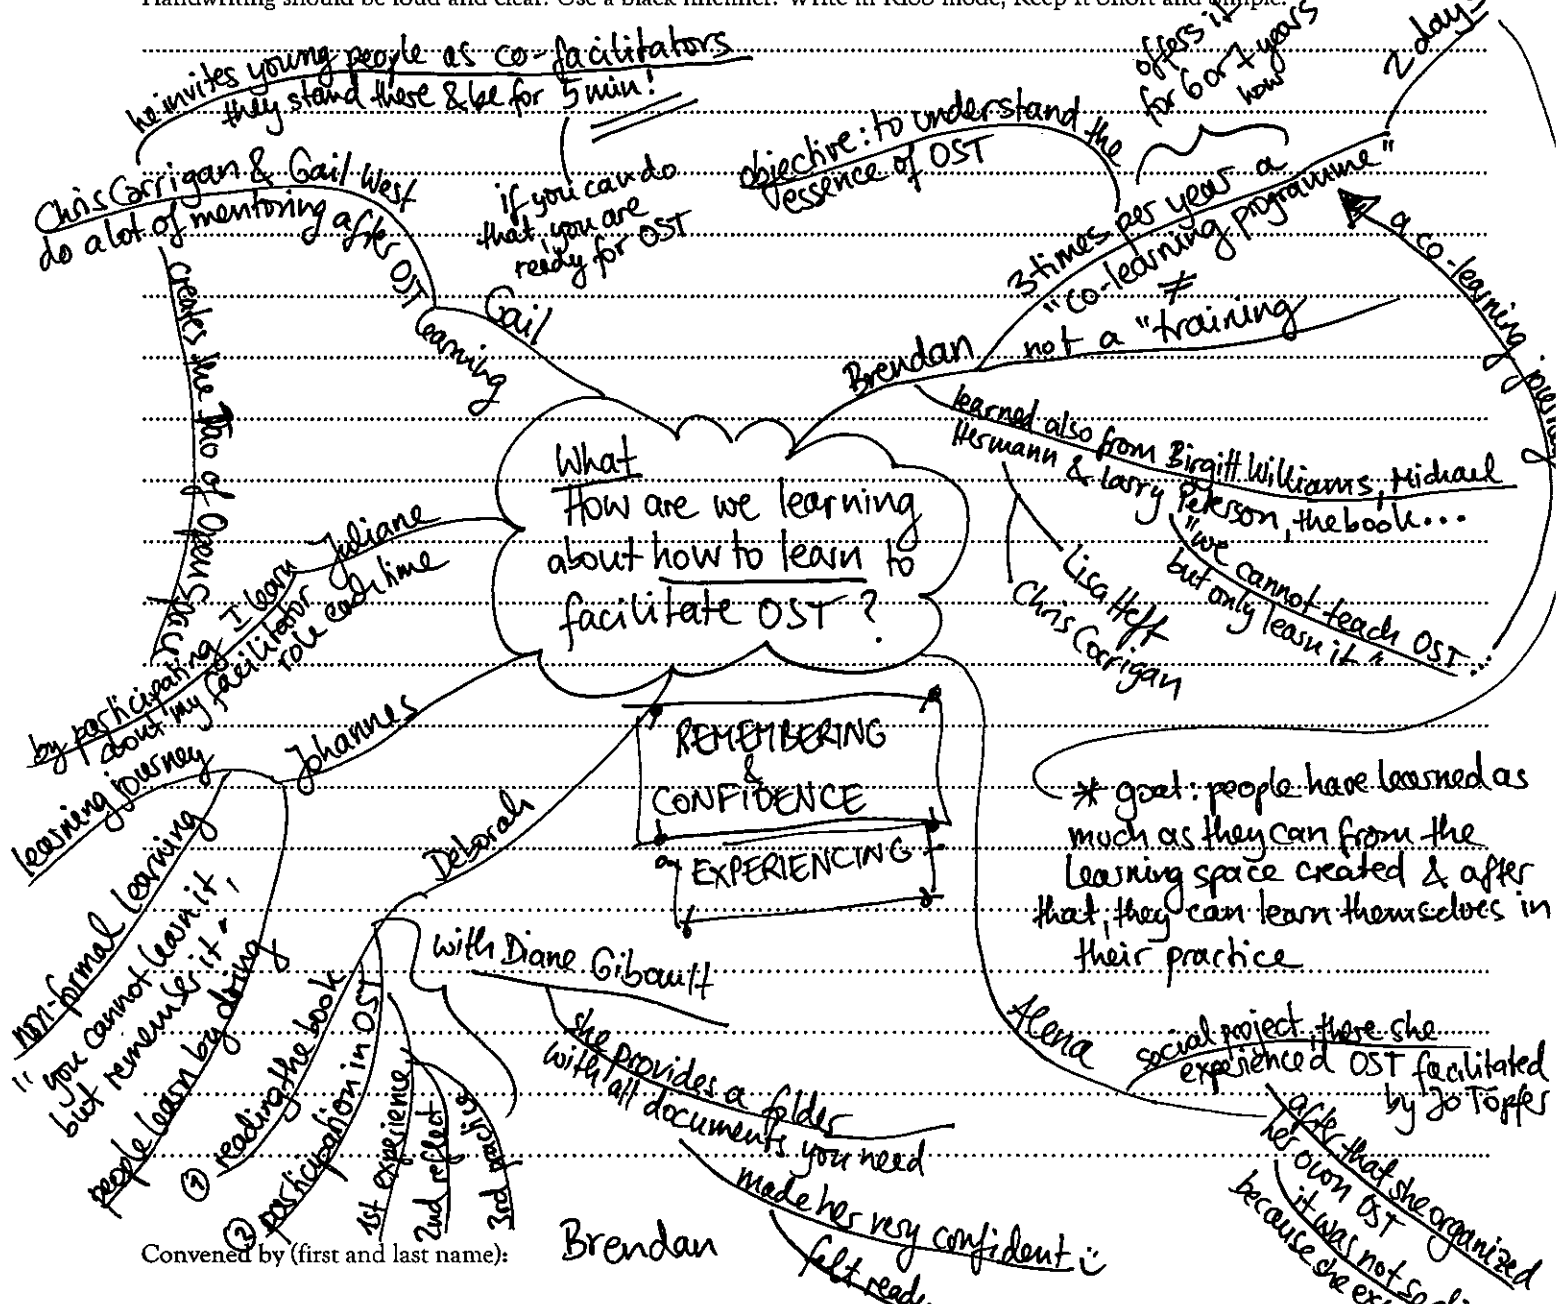 Handwriting should be loud and clear. Use a black fineliner. Write in KISS mode, Keep it Short and Simple.
he invites young people as co-facilitators
they stand there & be for 5 min!
if you can do
that, you are
ready for OST
Chris Corrigan & Gail West
do a lot of mentoring after OST
learning
Gail
creates the Tao of OpenSpace
objective: to understand the
essence of OST
offers it
for 6 or 7 years
now
2 days
3 times per year a
"co-learning programme"
≠
not a "training
Brendan
a co-learning journey
learned also from Birgitt Williams, Michael
Hermann & Larry Peterson, the book...
Lisa Heft
Chris Corrigan
"we cannot teach OST...
but only learn it"
What
How are we learning
about how to learn to
facilitate OST?
Juliane
by participating I learn
about my facilitator
role each time
Johannes
learning journey
non-formal learning
"you cannot learn it,
but remember it"
people learn by doing
REMEMBERING
&
CONFIDENCE
EXPERIENCING
* goal: people have learned as
much as they can from the
learning space created & after
that, they can learn themselves in
their practice
Deborah
① reading the book
② participation in OST
1st experience
2nd reflect
3rd practice
with Diane Gibault
she provides a folder
with all documents you need
made her very confident
felt ready
Alena
social project, there she
experienced OST facilitated
by Jo Töpfer
after that she organized
her own OST
it was not so
because she
Convened by (first and last name):
Brendan